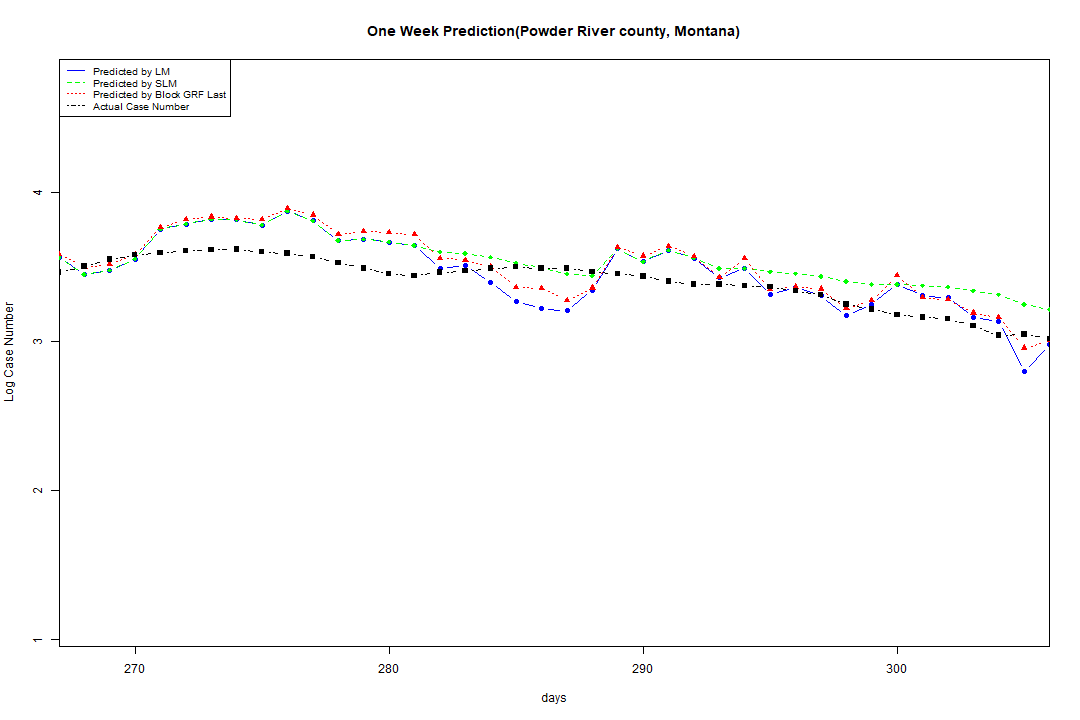 One Week Prediction(Powder River county, Montana)
Predicted by LM
Predicted by SLM
Predicted by Block GRF Last
Actual Case Number
4
3
2
1
Log Case Number
270 280 290 300
days